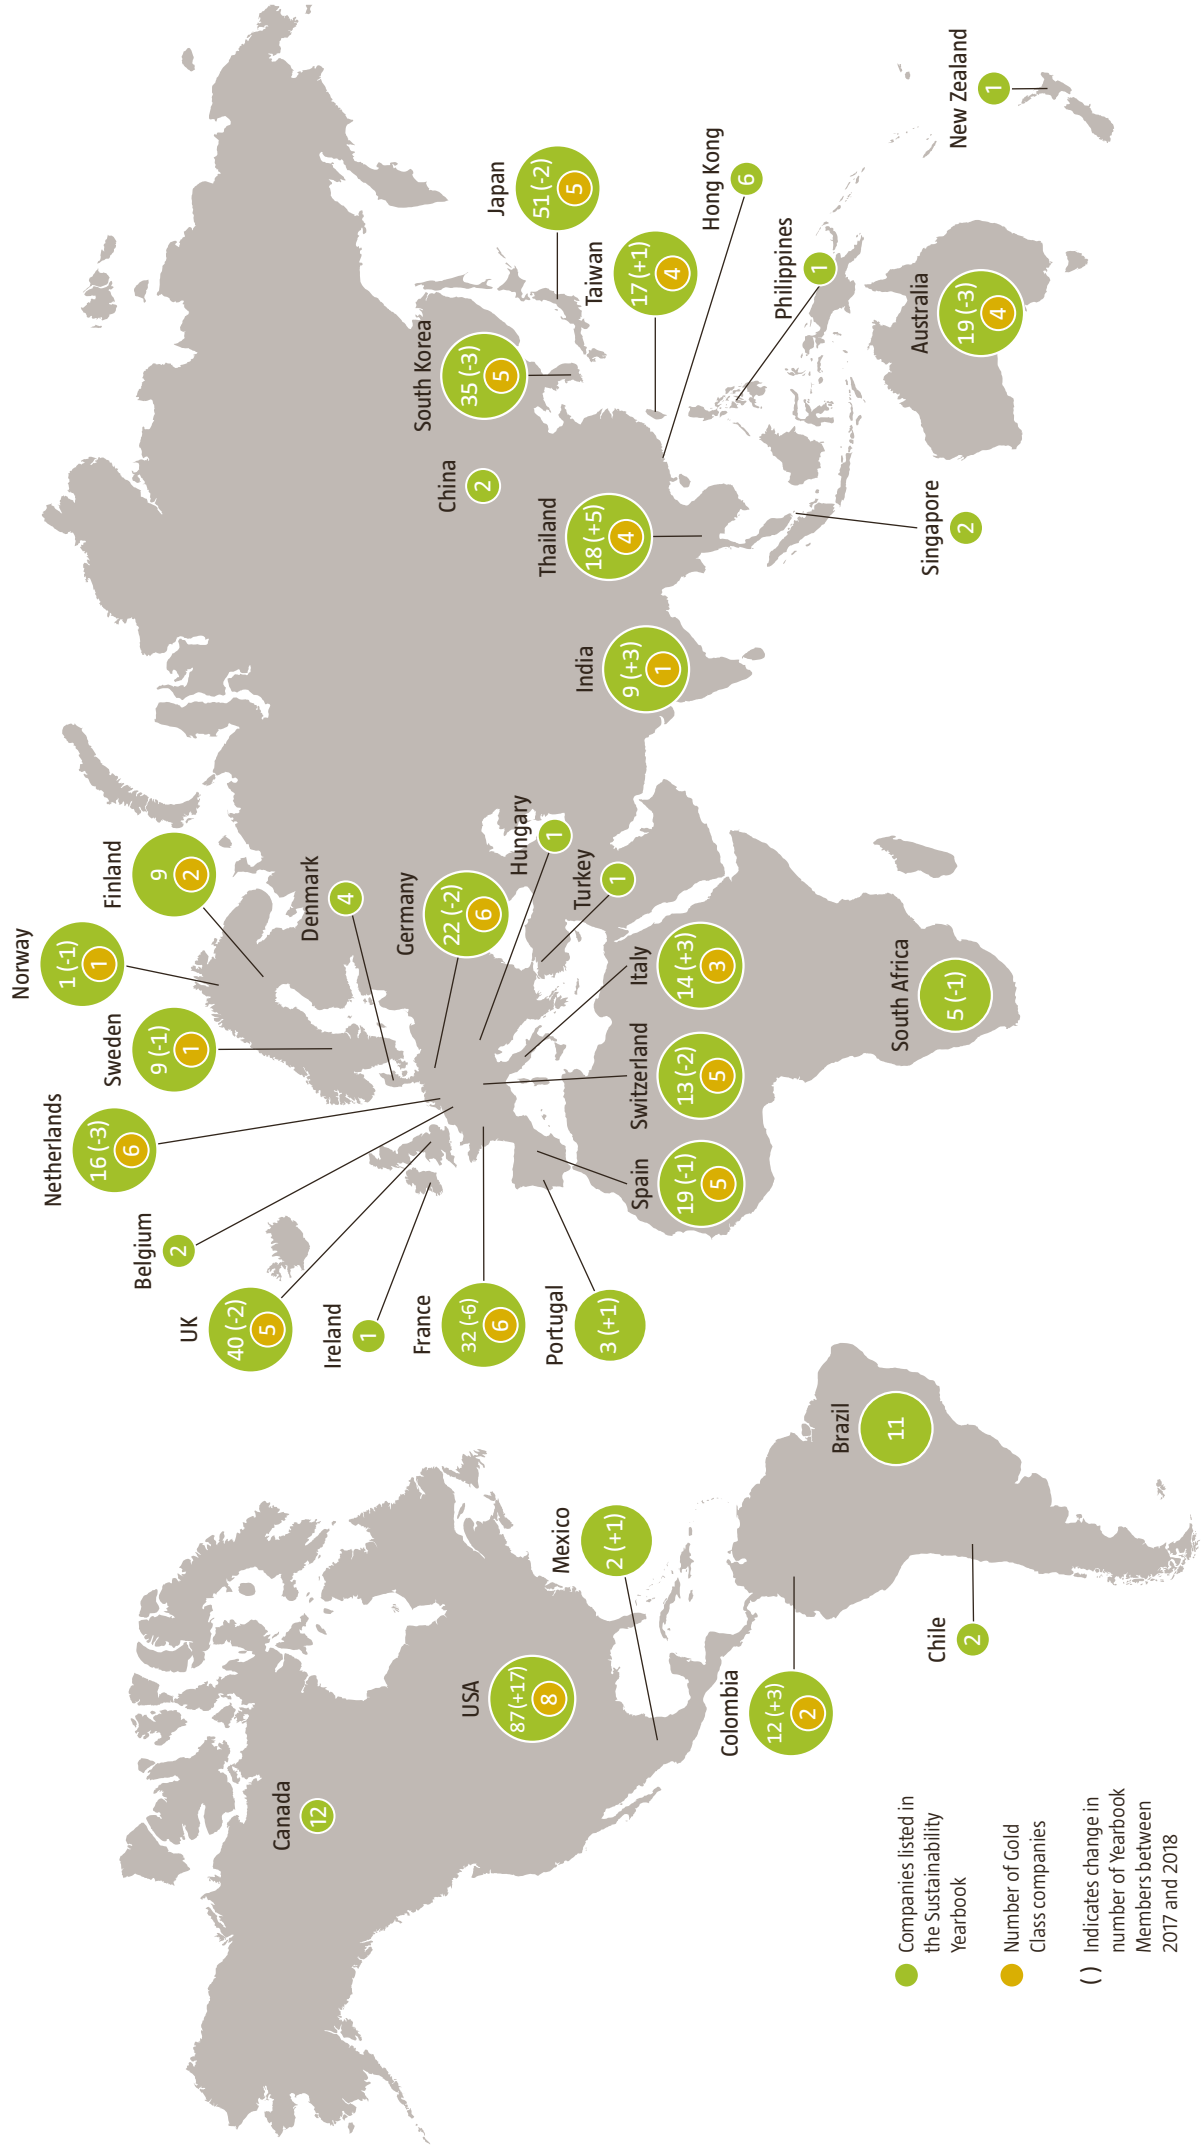 Canada
12
USA
87(+17)
8
Mexico
2 (+1)
Colombia
12 (+3)
2
Chile
2
Brazil
11
Norway
1 (-1)
1
Finland
9
2
Sweden
9 (-1)
1
Netherlands
16 (-3)
6
Belgium
2
UK
40 (-2)
5
Ireland
1
France
32 (-6)
6
Portugal
3 (+1)
Denmark
4
Germany
22 (-2)
6
Hungary
1
Turkey
1
Italy
14 (+3)
3
Switzerland
13 (-2)
5
Spain
19 (-1)
5
South Africa
5 (-1)
India
9 (+3)
1
Thailand
18 (+5)
4
China
2
South Korea
35 (-3)
5
Japan
51 (-2)
5
Taiwan
17 (+1)
4
Hong Kong
6
Philippines
1
Singapore
2
Australia
19 (-3)
4
New Zealand
1
Companies listed in
the Sustainability
Yearbook
Number of Gold
Class companies
( ) Indicates change in
number of Yearbook
Members between
2017 and 2018